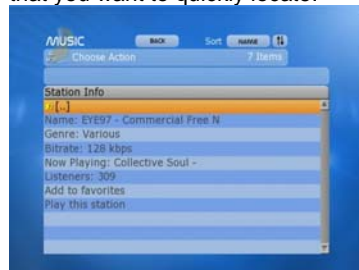 that you want to quickly locate.
MUSIC BACK Sort NAME
Choose Action 7 Items
Station Info
[..]
Name: EYE97 - Commercial Free N
Genre: Various
Bitrate: 128 kbps
Now Playing: Collective Soul -
Listeners: 309
Add to favorites
Play this station